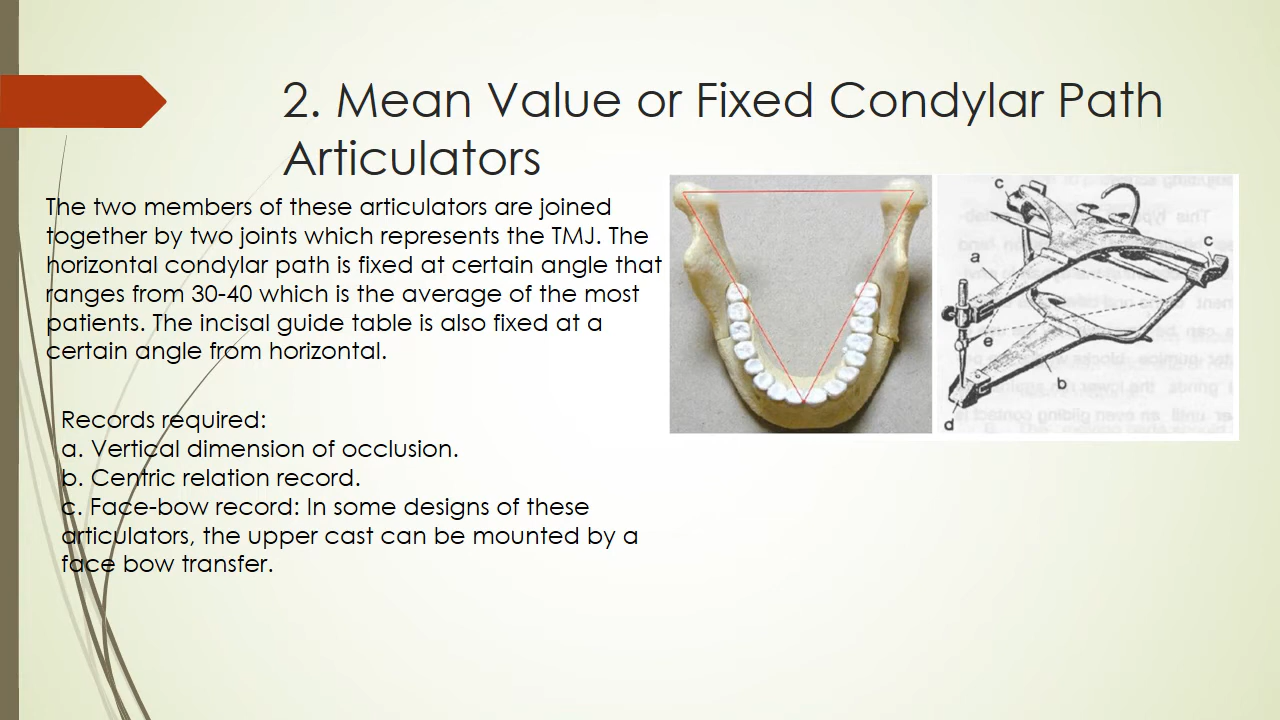 2. Mean Value or Fixed Condylar Path
Articulators
The two members of these articulators are joined
together by two joints which represents the TMJ. The
horizontal condylar path is fixed at certain angle that
ranges from 30-40 which is the average of the most
patients. The incisal guide table is also fixed at a
certain angle from horizontal.
Records required:
a. Vertical dimension of occlusion.
b. Centric relation record.
c. Face-bow record: In some designs of these
articulators, the upper cast can be mounted by a
face bow transfer.
c
c
a
e
b
d